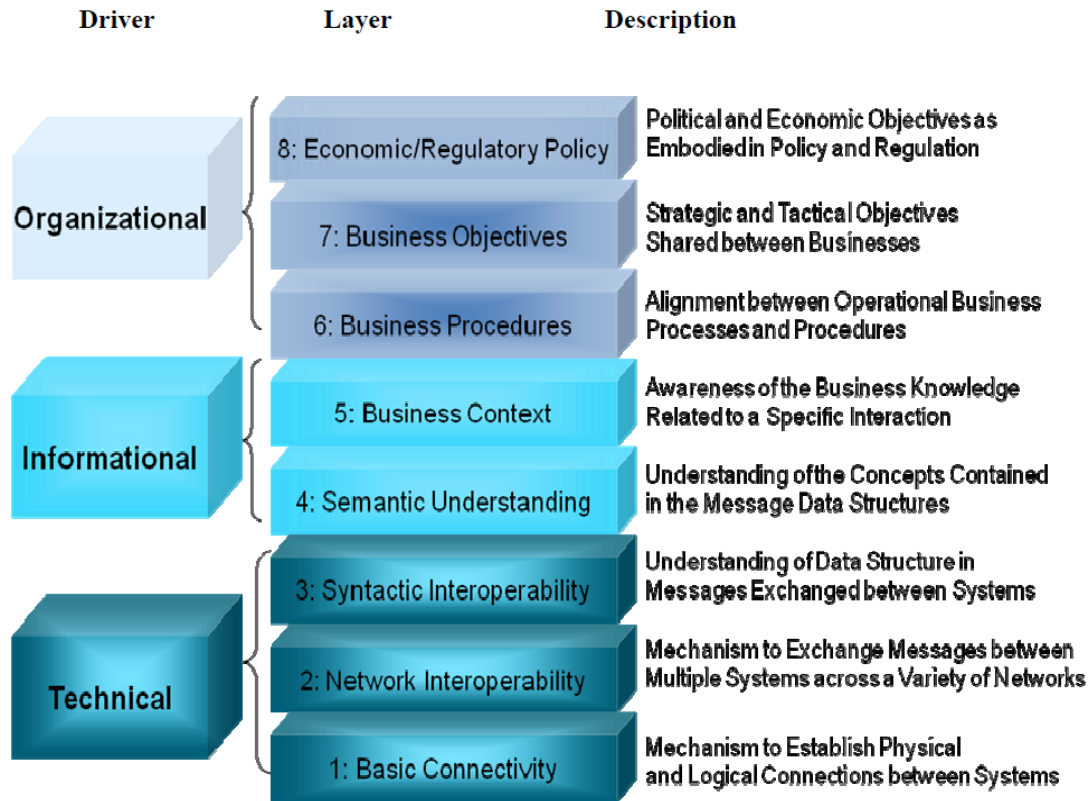 Driver Layer Description
Organizational
8: Economic/Regulatory Policy
Political and Economic Objectives as
Embodied in Policy and Regulation
7: Business Objectives
Strategic and Tactical Objectives
Shared between Businesses
6: Business Procedures
Alignment between Operational Business
Processes and Procedures
Informational
5: Business Context
Awareness of the Business Knowledge
Related to a Specific Interaction
4: Semantic Understanding
Understanding of the Concepts Contained
in the Message Data Structures
Technical
3: Syntactic Interoperability
Understanding of Data Structure in
Messages Exchanged between Systems
2: Network Interoperability
Mechanism to Exchange Messages between
Multiple Systems across a Variety of Networks
1: Basic Connectivity
Mechanism to Establish Physical
and Logical Connections between Systems